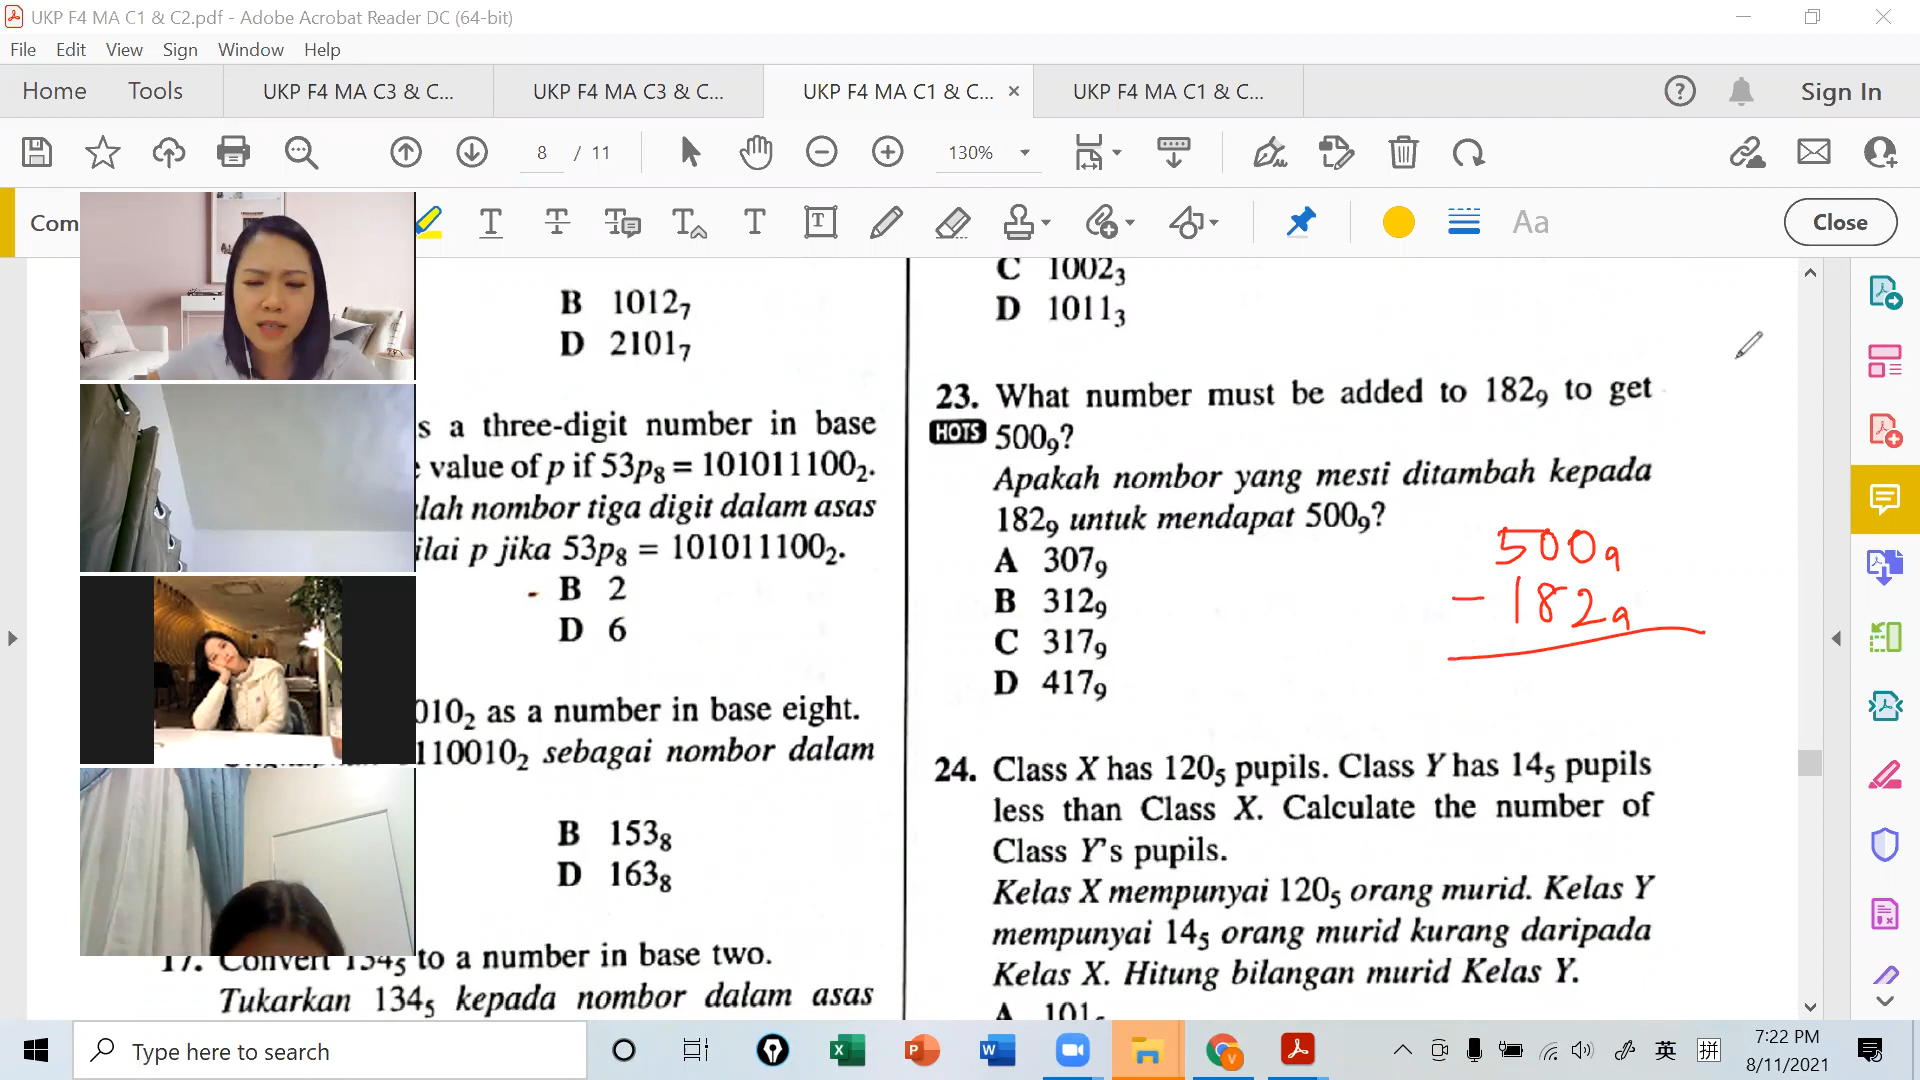 UKP F4 MA C1 & C2.pdf - Adobe Acrobat Reader DC (64-bit)
File Edit View Sign Window Help
Home Tools UKP F4 MA C3 & C... UKP F4 MA C3 & C... UKP F4 MA C1 & C... × UKP F4 MA C1 & C... Sign In
8 / 11 130%
Com Aa Close
B 1012₇
D 2101₇
s a three-digit number in base
value of p if 53p₈ = 101011100₂.
lah nombor tiga digit dalam asas
ilai p jika 53p₈ = 101011100₂.
B 2
D 6
010₂ as a number in base eight.
110010₂ sebagai nombor dalam
B 153₈
D 163₈
17. Convert 134₅ to a number in base two.
Tukarkan 134₅ kepada nombor dalam asas
C 1002₃
D 1011₃
23. What number must be added to 182₉ to get
HOTS 500₉?
Apakah nombor yang mesti ditambah kepada
182₉ untuk mendapat 500₉?
A 307₉
B 312₉
C 317₉
D 417₉
500₉
- 182₉
24. Class X has 120₅ pupils. Class Y has 14₅ pupils
less than Class X. Calculate the number of
Class Y's pupils.
Kelas X mempunyai 120₅ orang murid. Kelas Y
mempunyai 14₅ orang murid kurang daripada
Kelas X. Hitung bilangan murid Kelas Y.
A 101₅
Type here to search
英 拼 7:22 PM
8/11/2021